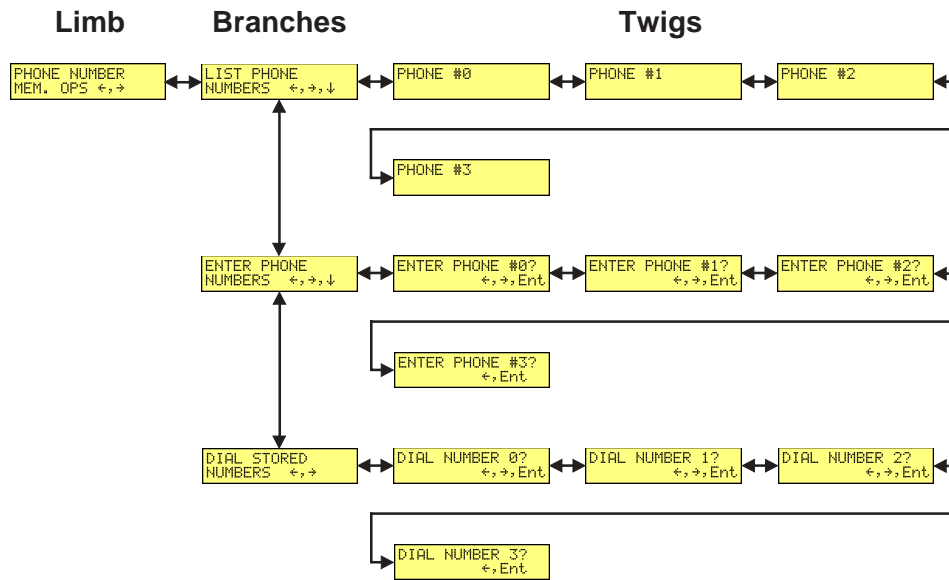 Limb Branches Twigs
PHONE NUMBER
MEM. OPS ←,→
LIST PHONE
NUMBERS ←,→,↓
PHONE #0
PHONE #1
PHONE #2
PHONE #3
ENTER PHONE
NUMBERS ←,→,↓
ENTER PHONE #0?
←,→,Ent
ENTER PHONE #1?
←,→,Ent
ENTER PHONE #2?
←,→,Ent
ENTER PHONE #3?
←,Ent
DIAL STORED
NUMBERS ←,→
DIAL NUMBER 0?
←,→,Ent
DIAL NUMBER 1?
←,→,Ent
DIAL NUMBER 2?
←,→,Ent
DIAL NUMBER 3?
←,Ent